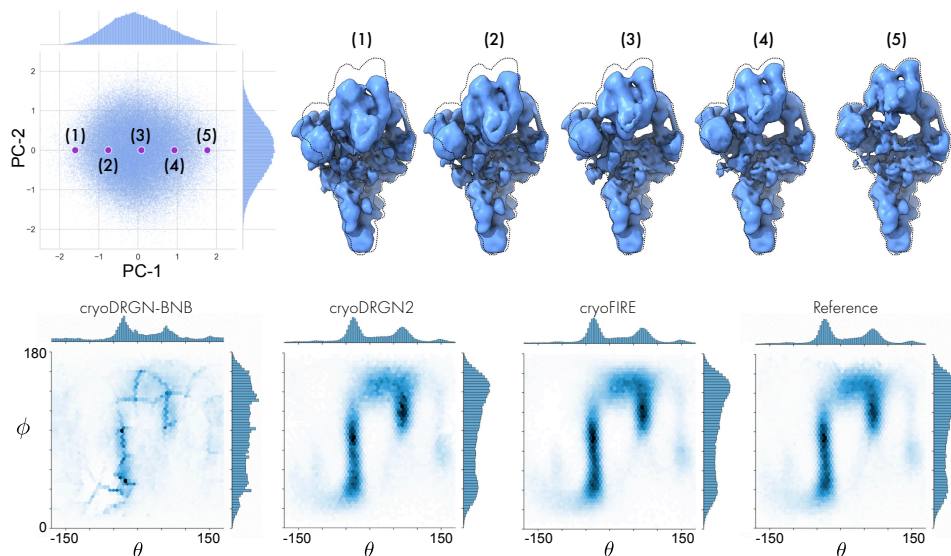 (1) (2) (3) (4) (5)
2
1
0
-1
-2
PC-2
(1) (3) (5)
(2) (4)
-2 -1 0 1 2
PC-1
cryoDRGN-BNB cryoDRGN2 cryoFIRE Reference
180
ϕ
0
-150 150 -150 150 -150 150 -150 150
θ θ θ θ